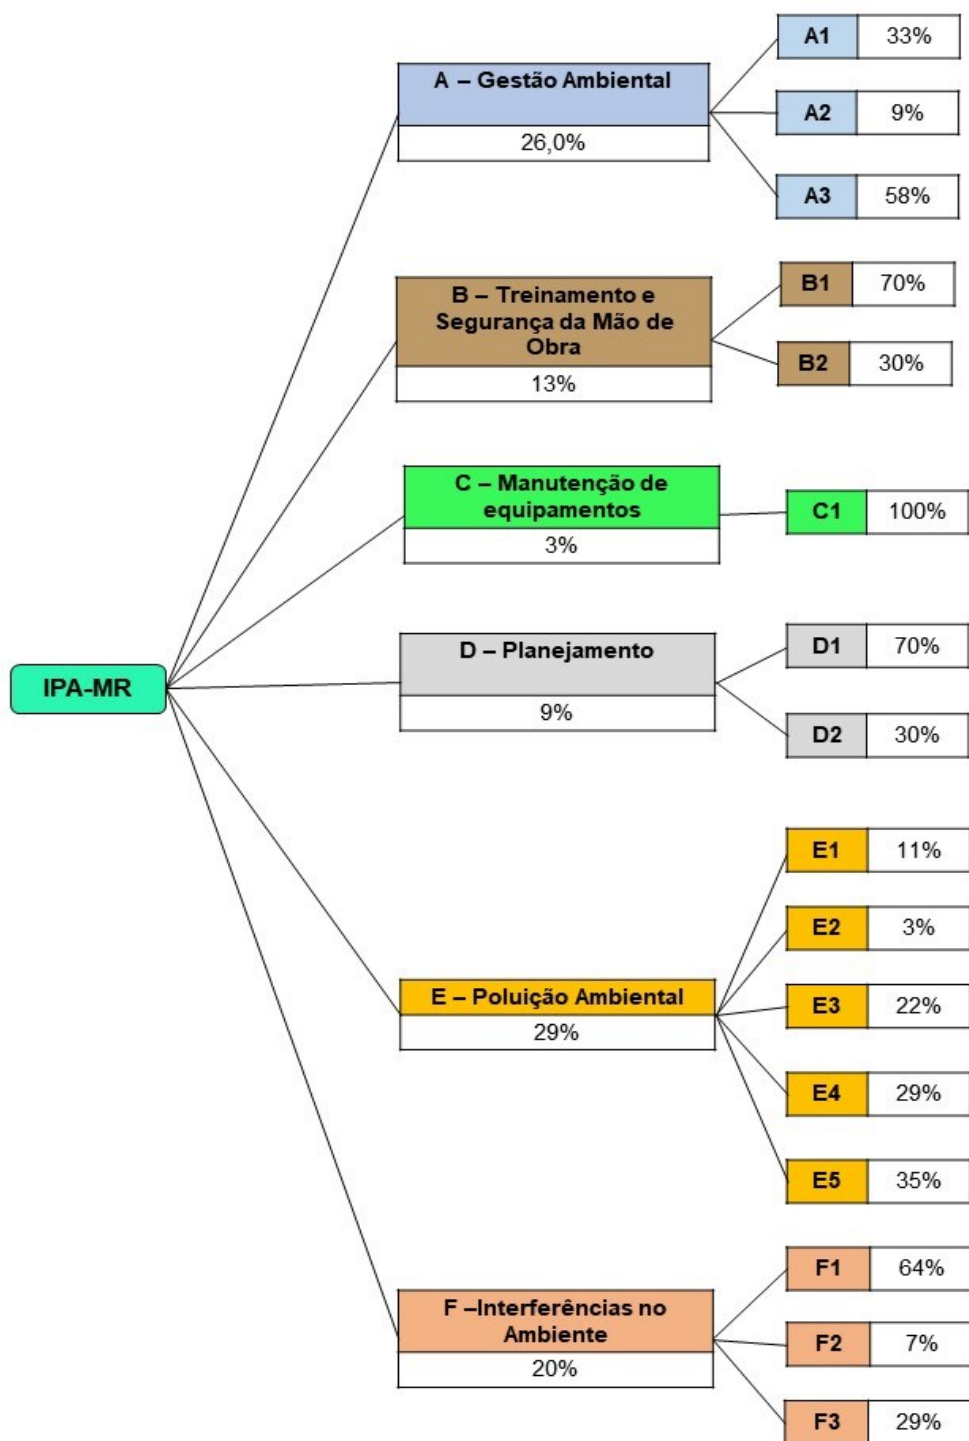 A1 33%
A – Gestão Ambiental
26,0%
A2 9%
A3 58%
B – Treinamento e
Segurança da Mão de
Obra
13%
B1 70%
B2 30%
C – Manutenção de
equipamentos
3%
C1 100%
D – Planejamento
9%
D1 70%
D2 30%
IPA-MR
E – Poluição Ambiental
29%
E1 11%
E2 3%
E3 22%
E4 29%
E5 35%
F –Interferências no
Ambiente
20%
F1 64%
F2 7%
F3 29%